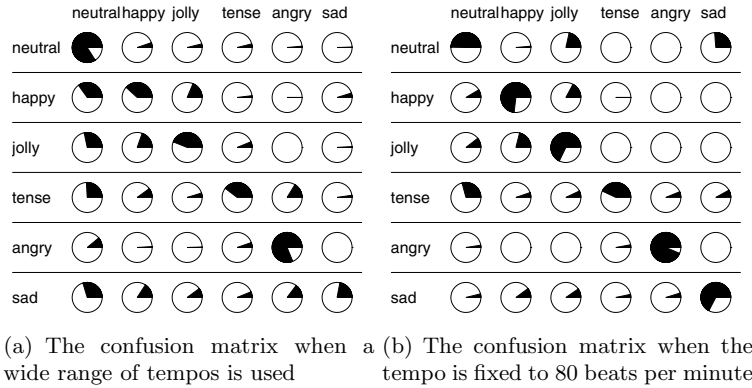 neutral happy jolly tense angry sad
neutral
happy
jolly
tense
angry
sad
(a) The confusion matrix when a
wide range of tempos is used
neutral happy jolly tense angry sad
neutral
happy
jolly
tense
angry
sad
(b) The confusion matrix when the
tempo is fixed to 80 beats per minute